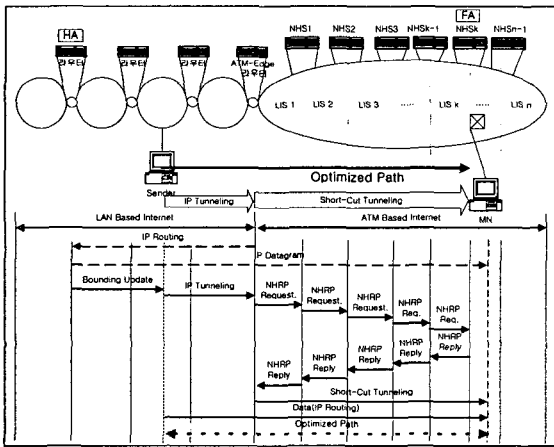 NHS1 NHS2 NHS3 NHSk-1 FA NHSk NHSn-1
HA
라우터 라우터 라우터 ATM-Edge
라우터
LIS 1 LIS 2 LIS 3 ...... LIS k ...... LIS n
Optimized Path
Sender
IP Tunneling
Short-Cut Tunneling
MN
LAN Based Internet
ATM Based Internet
IP Routing
IP Datagram
Bounding Update
IP Tunneling
NHRP
Request.
NHRP
Request.
NHRP
Request.
NHRP
Req.
NHRP
Req.
NHRP
Reply
NHRP
Reply
NHRP
Reply
NHRP
Reply
NHRP
Reply
Short-Cut Tunneling
Data(IP Routing)
Optimized Path